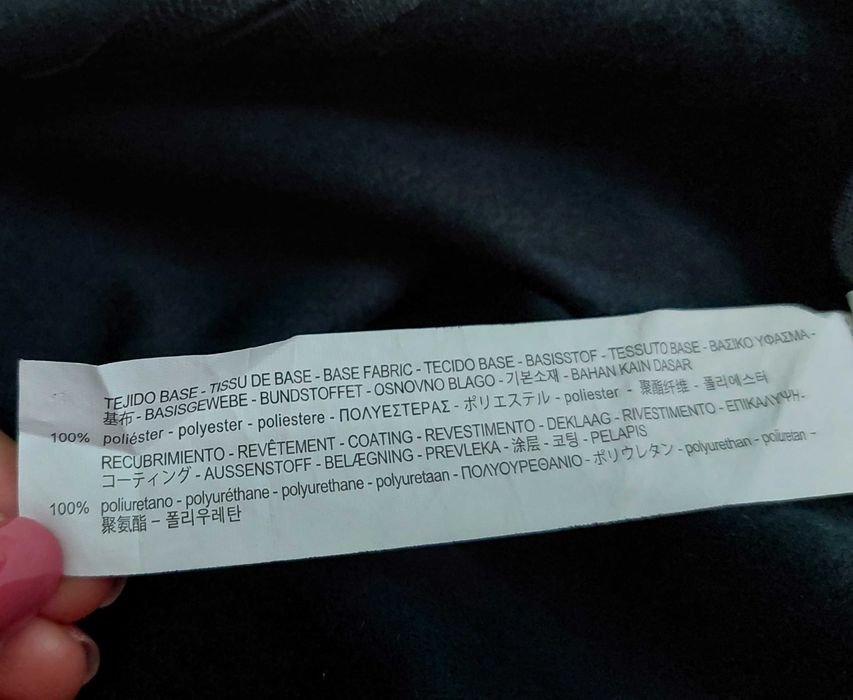 TEJIDO BASE - TISSU DE BASE - BASE FABRIC - TECIDO BASE - BASISSTOF - TESSUTO BASE - ΒΑΣΙΚΟ ΥΦΑΣΜΑ -
基布 - BASISGEWEBE - BUNDSTOFFET - OSNOVNO BLAGO - 기본소재 - BAHAN KAIN DASAR
100% poliéster - polyester - poliestere - ΠΟΛΥΕΣΤΕΡΑΣ - ポリエステル - poliester - 聚酯纤维 - 폴리에스터
RECUBRIMIENTO - REVÊTEMENT - COATING - REVESTIMENTO - DEKLAAG - RIVESTIMENTO - ΕΠΙΚΑΛΥΨΗ-
コーティング - AUSSENSTOFF - BELÆGNING - PREVLEKA - 涂层 - 코팅 - PELAPIS
100% poliuretano - polyuréthane - polyurethane - polyuretaan - ΠΟΛΥΟΥΡΕΘΑΝΙΟ - ポリウレタン - polyurethan - poliuretan -
聚氨酯 - 폴리우레탄